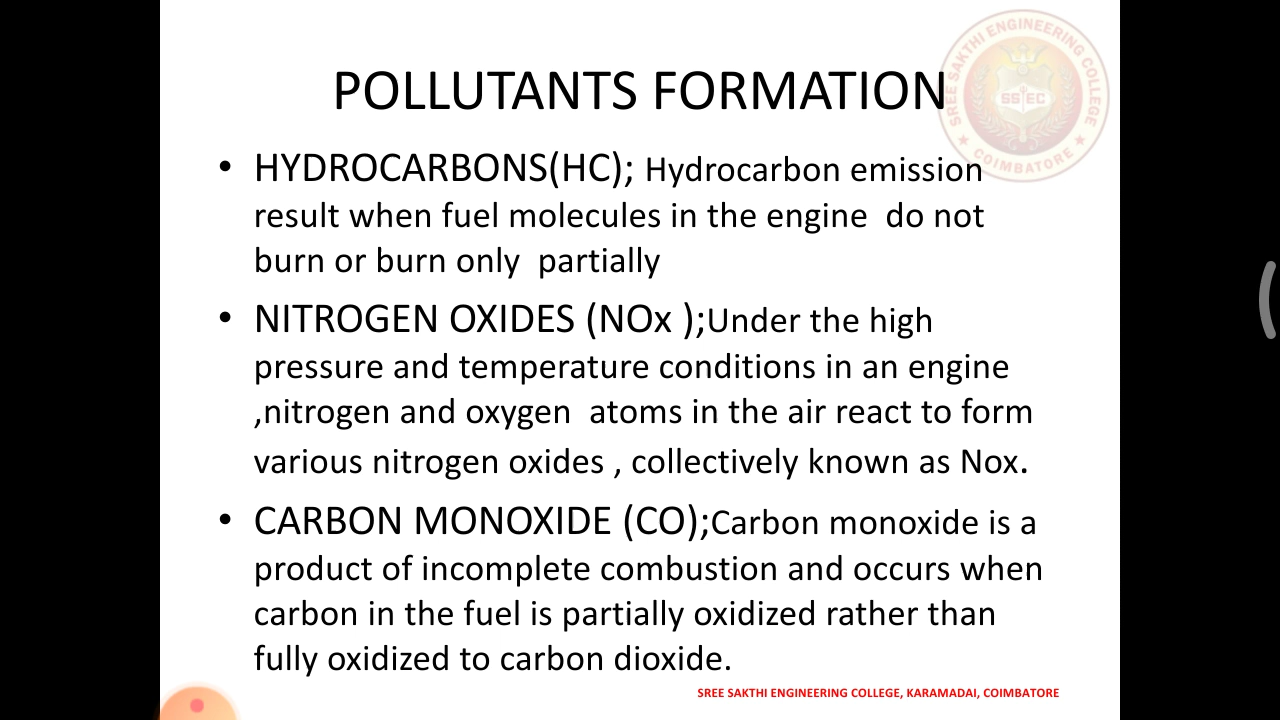 POLLUTANTS FORMATION
SREE SAKTHI ENGINEERING COLLEGE
SS EC
COIMBATORE
• HYDROCARBONS(HC); Hydrocarbon emission
result when fuel molecules in the engine  do not
burn or burn only  partially
• NITROGEN OXIDES (NOx );Under the high
pressure and temperature conditions in an engine
,nitrogen and oxygen  atoms in the air react to form
various nitrogen oxides , collectively known as Nox.
• CARBON MONOXIDE (CO);Carbon monoxide is a
product of incomplete combustion and occurs when
carbon in the fuel is partially oxidized rather than
fully oxidized to carbon dioxide.
SREE SAKTHI ENGINEERING COLLEGE, KARAMADAI, COIMBATORE